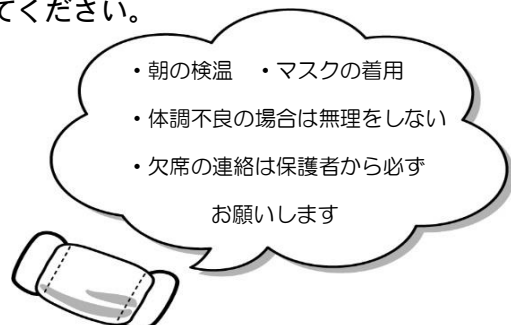 てください。
・朝の検温　・マスクの着用
・体調不良の場合は無理をしない
・欠席の連絡は保護者から必ず
お願いします